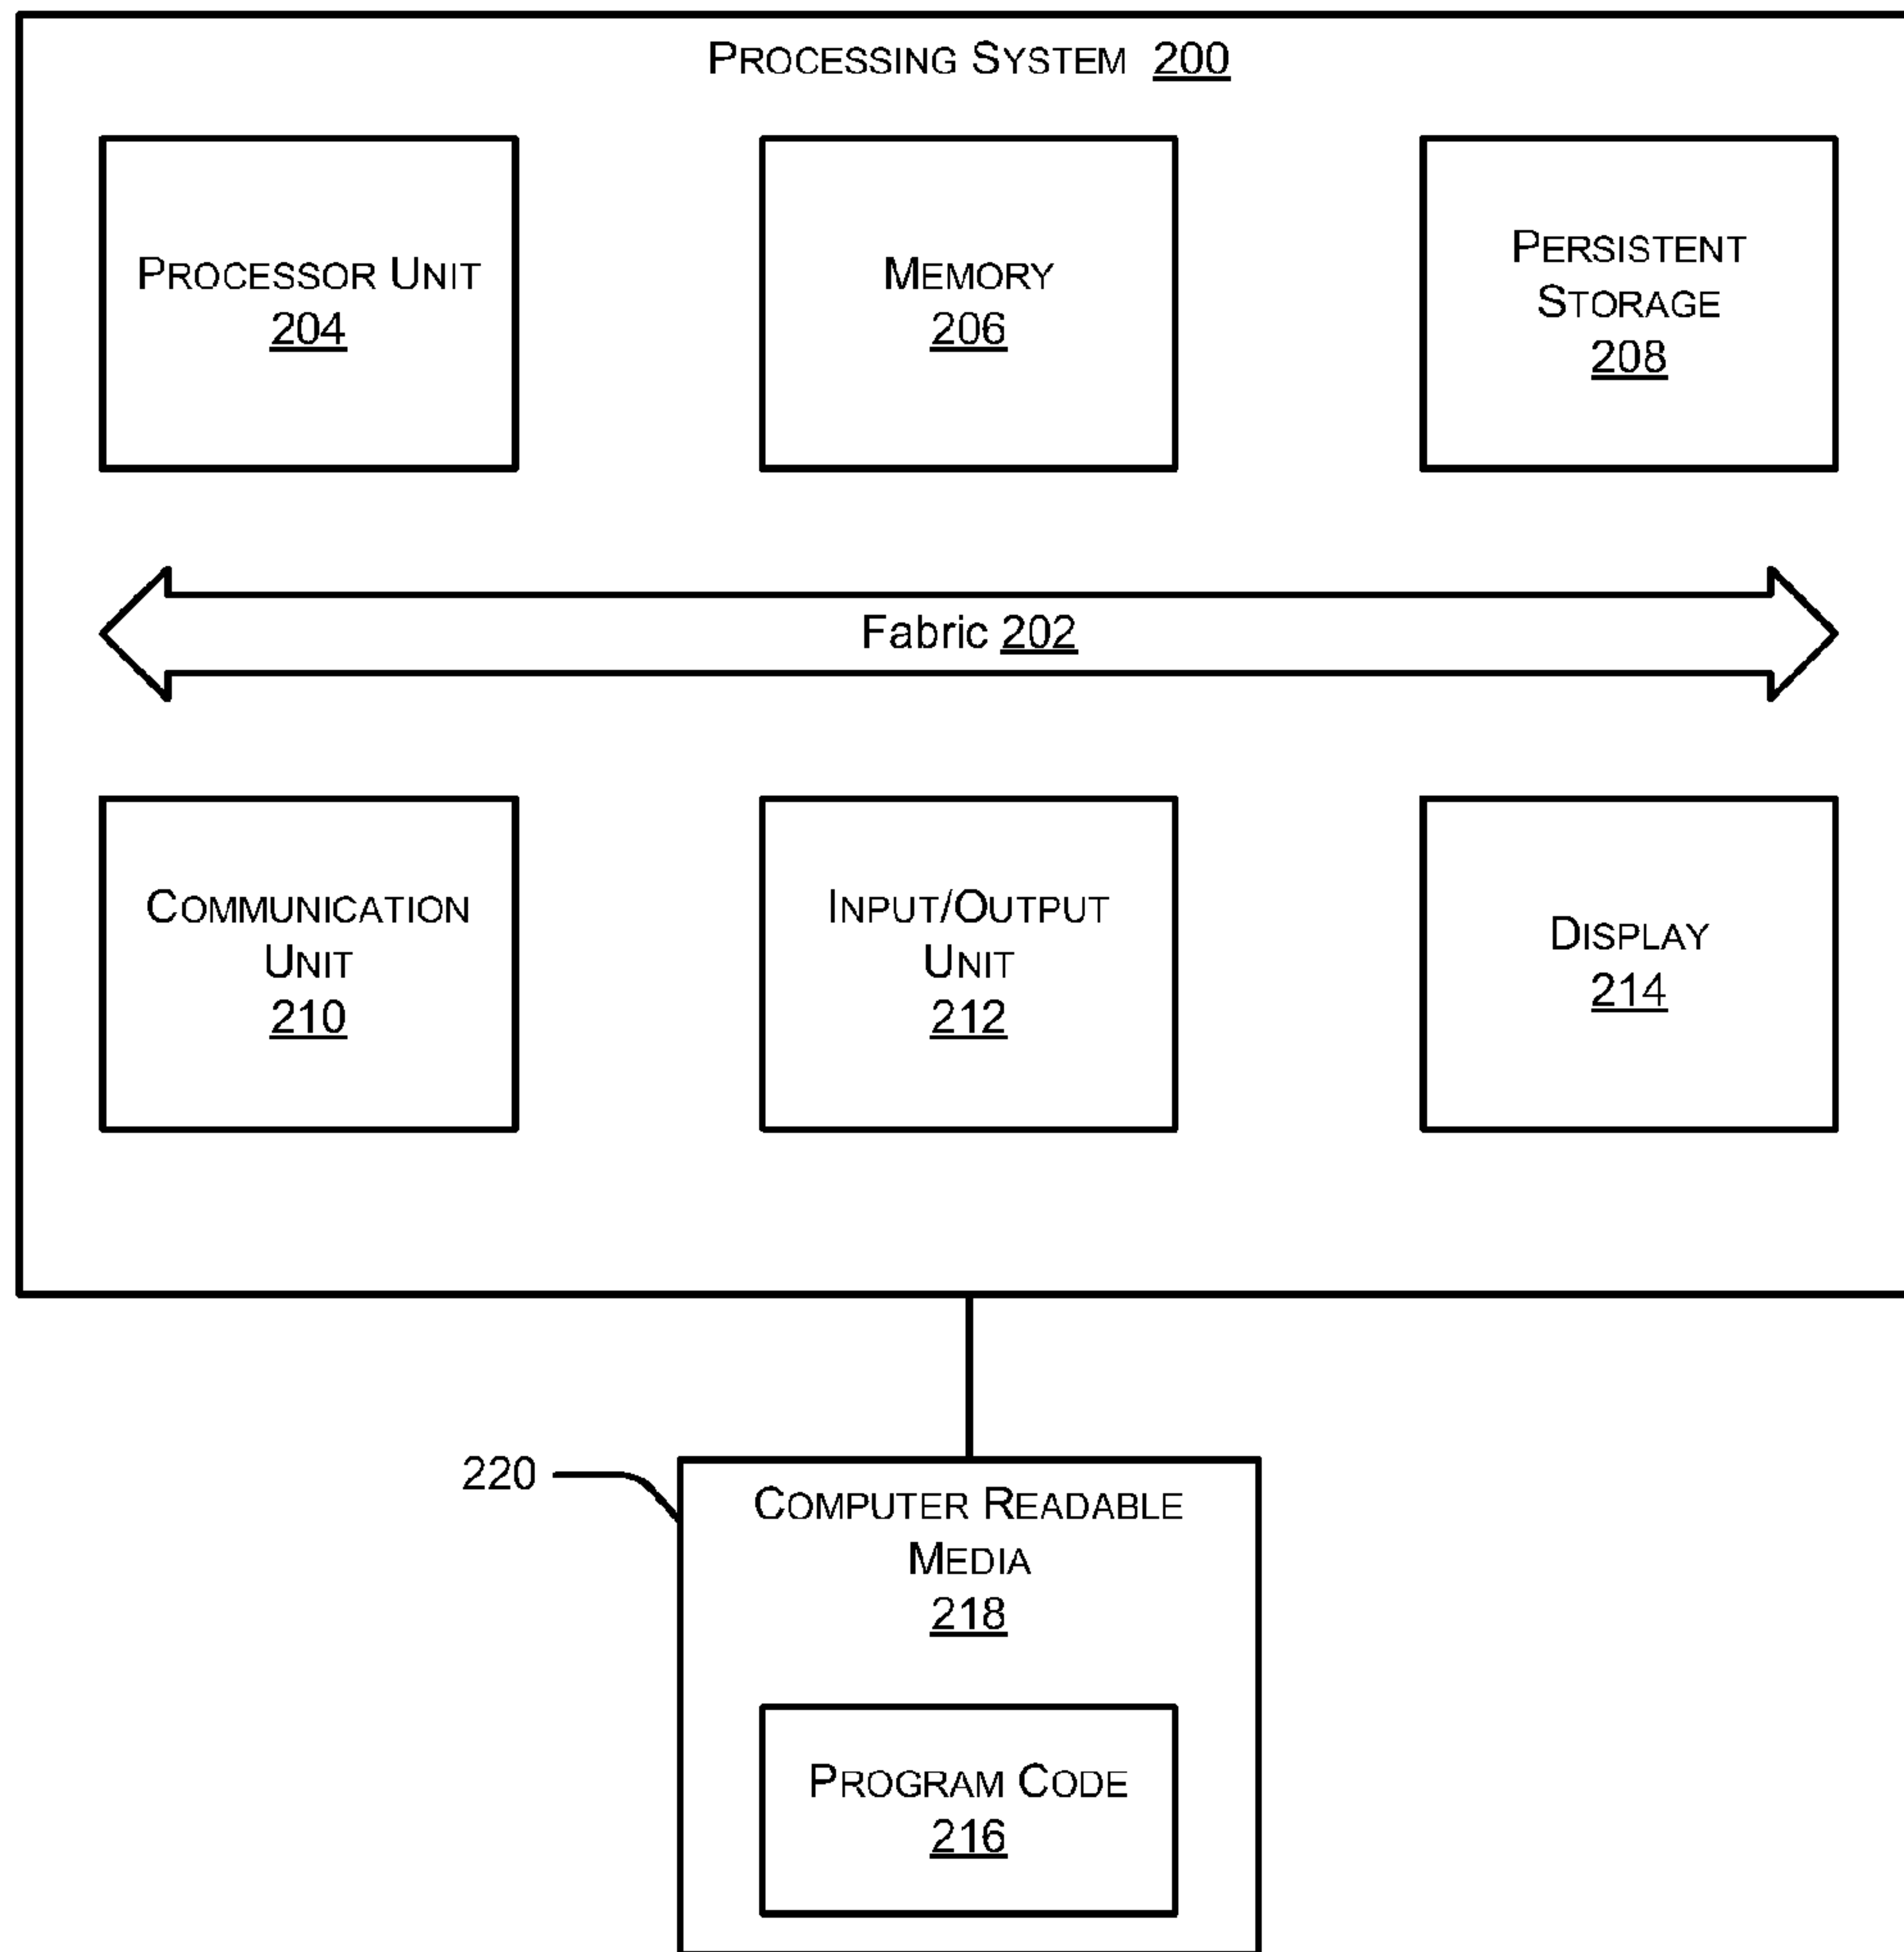 PROCESSING SYSTEM 200
PROCESSOR UNIT
204
MEMORY
206
PERSISTENT
STORAGE
208
Fabric 202
COMMUNICATION
UNIT
210
INPUT/OUTPUT
UNIT
212
DISPLAY
214
220
COMPUTER READABLE
MEDIA
218
PROGRAM CODE
216